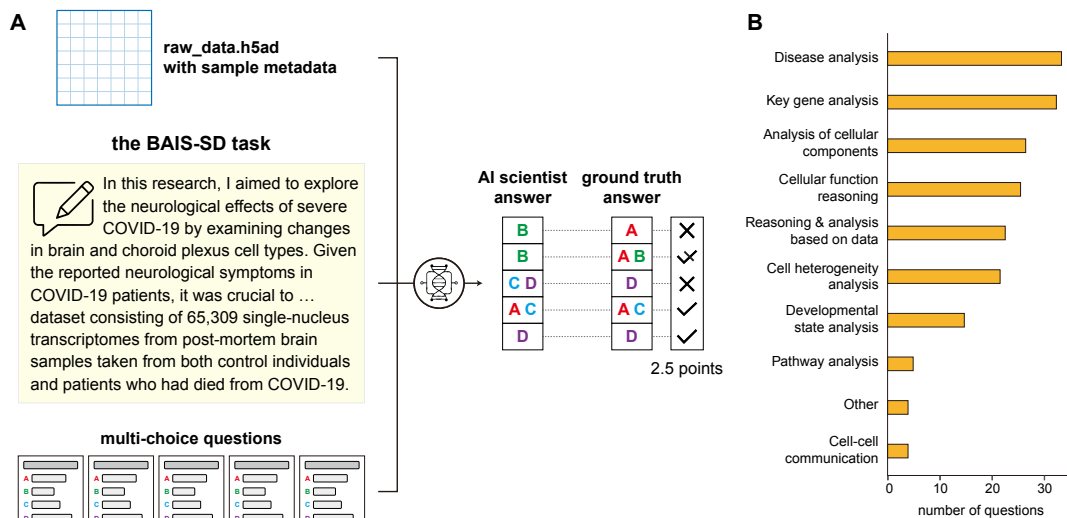 A
raw_data.h5ad
with sample metadata
the BAIS-SD task
In this research, I aimed to explore
the neurological effects of severe
COVID-19 by examining changes
in brain and choroid plexus cell types. Given
the reported neurological symptoms in
COVID-19 patients, it was crucial to ...
dataset consisting of 65,309 single-nucleus
transcriptomes from post-mortem brain
samples taken from both control individuals
and patients who had died from COVID-19.
multi-choice questions
A
B
C
D
A
B
C
D
A
B
C
D
A
B
C
D
A
B
C
D
AI scientist
answer
ground truth
answer
B A
B A B
C D D
A C A C
D D
2.5 points
B
Disease analysis
Key gene analysis
Analysis of cellular
components
Cellular function
reasoning
Reasoning & analysis
based on data
Cell heterogeneity
analysis
Developmental
state analysis
Pathway analysis
Other
Cell-cell
communication
0 10 20 30
number of questions